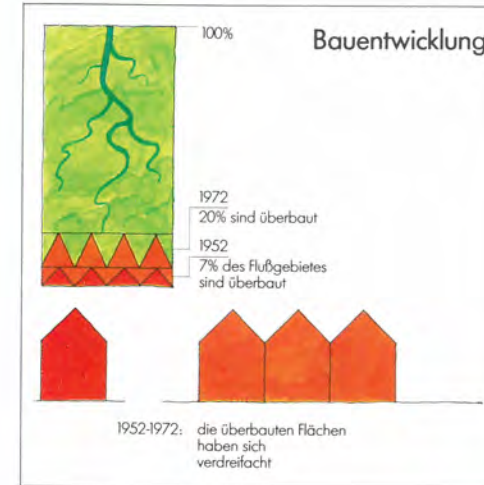 Bauentwicklung
100%
1972
20% sind überbaut
1952
7% des Flußgebietes
sind überbaut
1952-1972: die überbauten Flächen
haben sich
verdreifacht